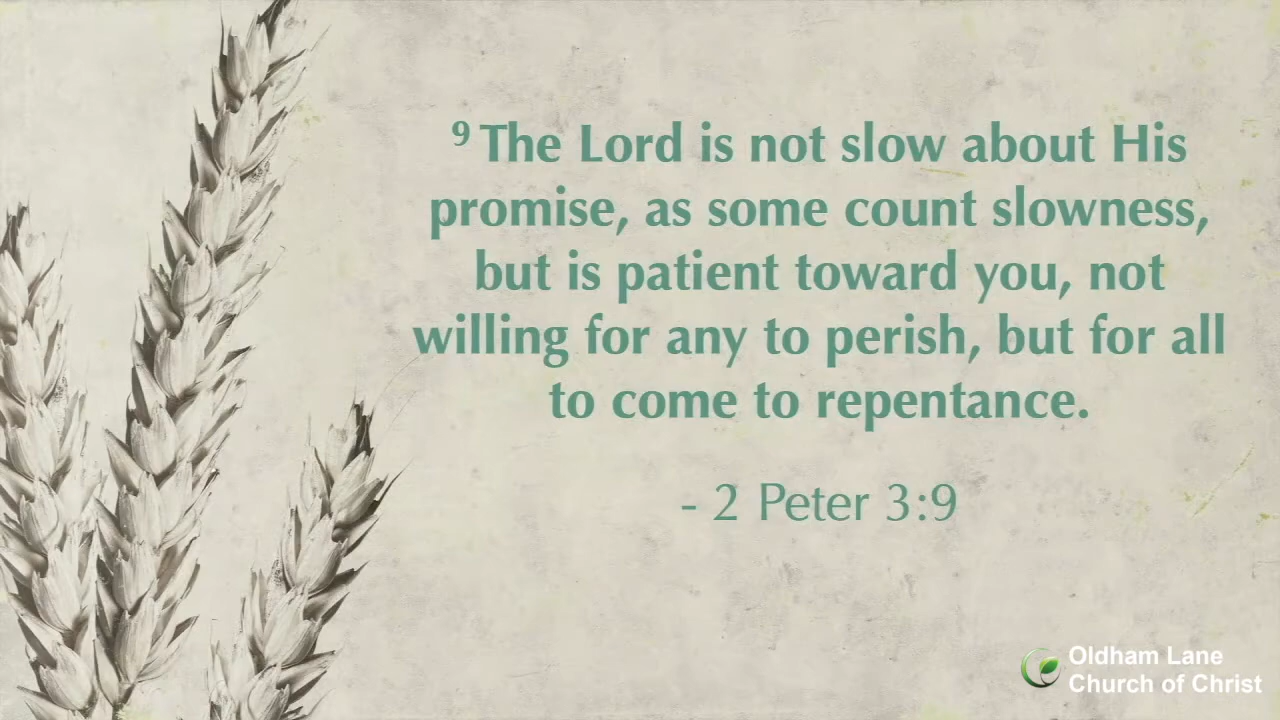 9 The Lord is not slow about His
promise, as some count slowness,
but is patient toward you, not
willing for any to perish, but for all
to come to repentance.
- 2 Peter 3:9
Oldham Lane
Church of Christ